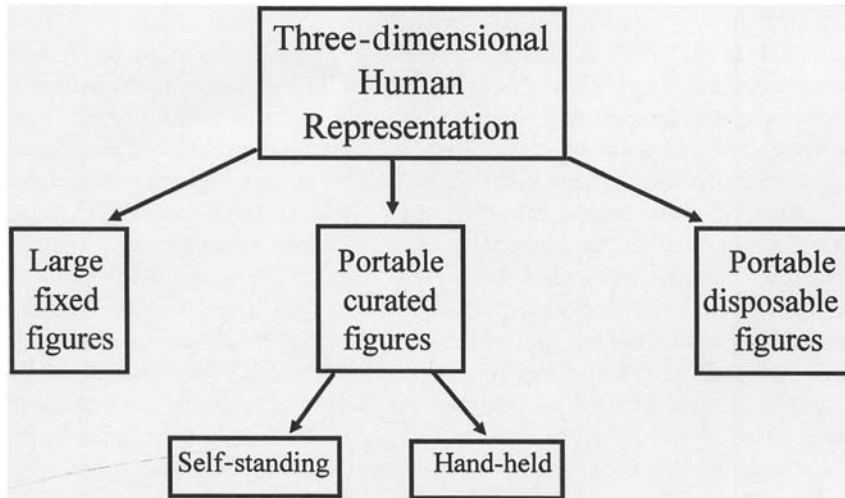 Three-dimensional
Human
Representation
Large
fixed
figures
Portable
curated
figures
Portable
disposable
figures
Self-standing
Hand-held